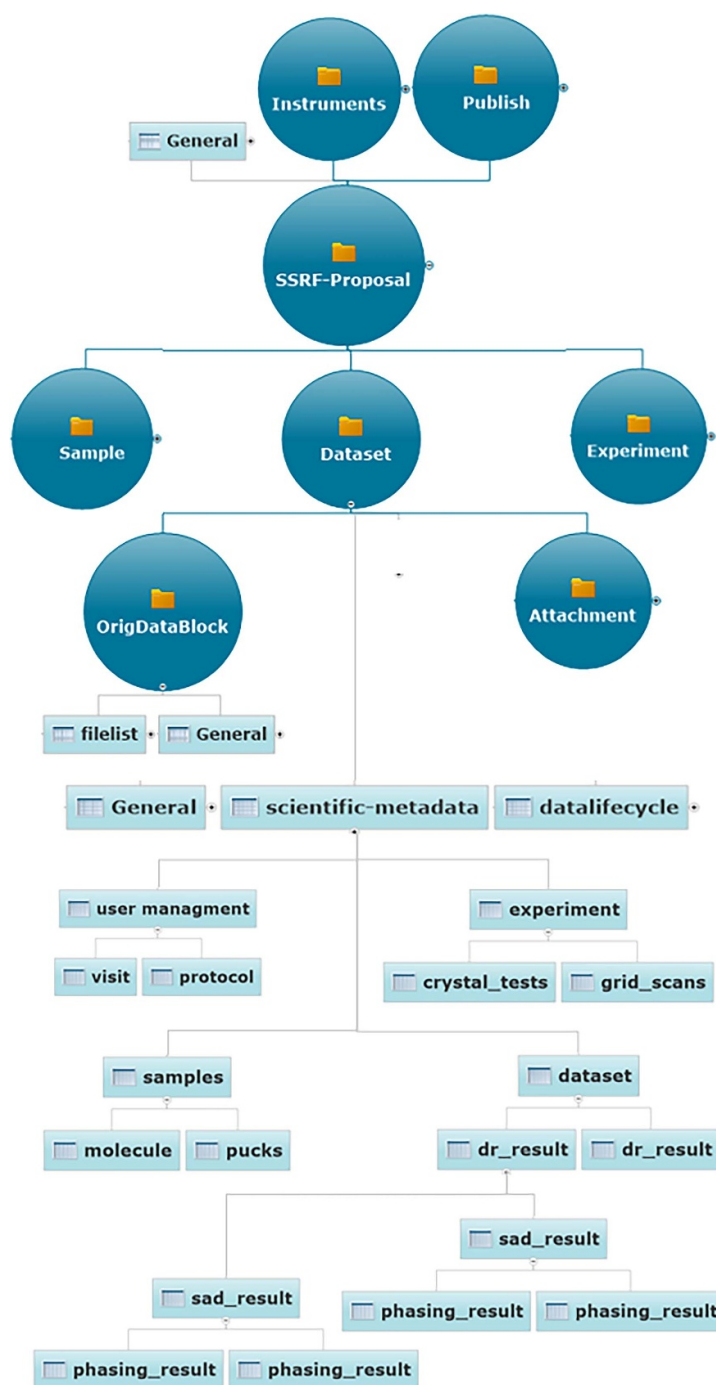 Instruments
Publish
General
SSRF-Proposal
Sample
Dataset
Experiment
OrigDataBlock
Attachment
filelist
General
General
scientific-metadata
datalifecycle
user managment
experiment
visit
protocol
crystal_tests
grid_scans
samples
dataset
molecule
pucks
dr_result
dr_result
sad_result
sad_result
phasing_result
phasing_result
phasing_result
phasing_result